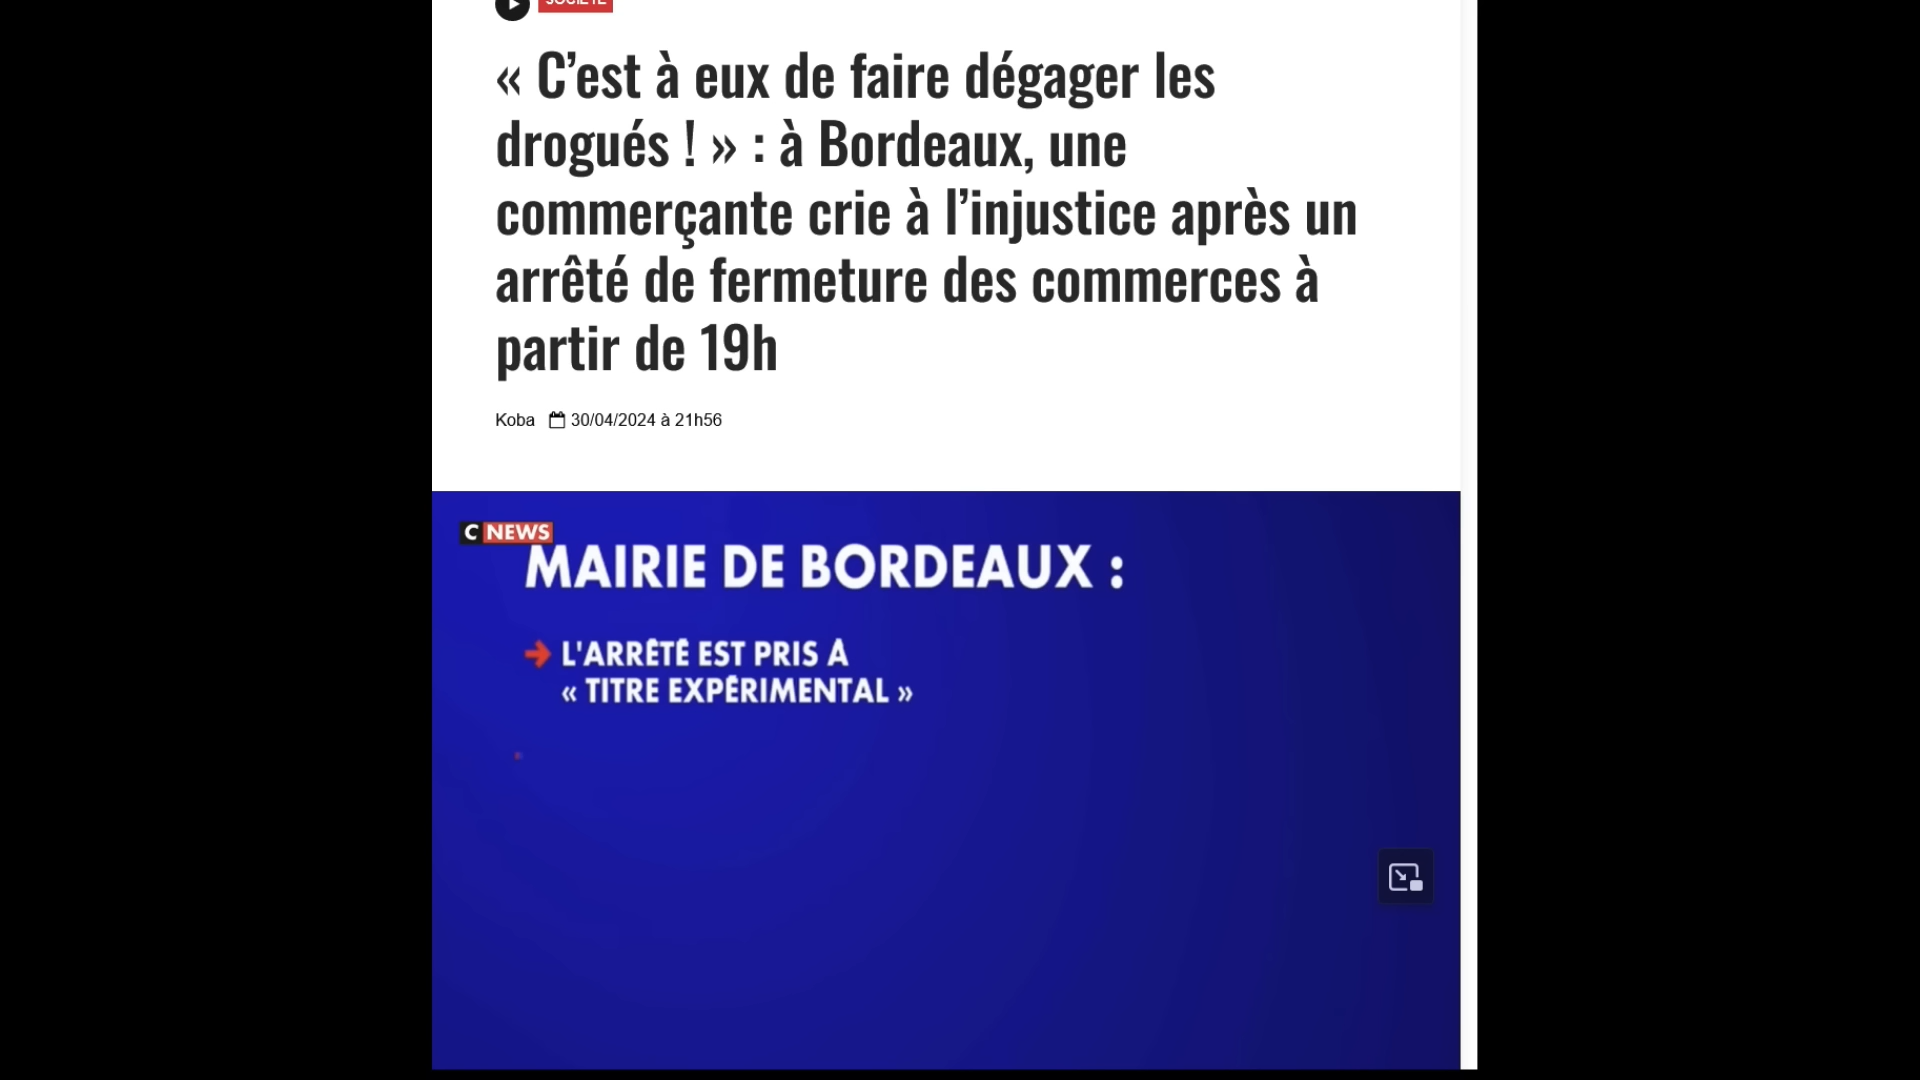 SOCIÉTÉ
« C’est à eux de faire dégager les
drogués ! » : à Bordeaux, une
commerçante crie à l’injustice après un
arrêté de fermeture des commerces à
partir de 19h
Koba 30/04/2024 à 21h56
C NEWS
MAIRIE DE BORDEAUX :
L'ARRÊTÉ EST PRIS À
« TITRE EXPÉRIMENTAL »